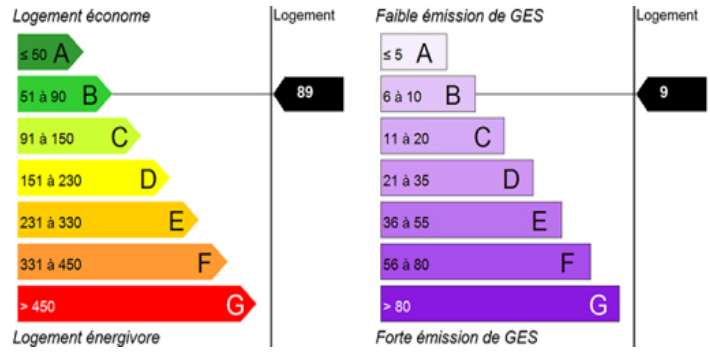 Logement économe
Logement
≤ 50 A
51 à 90 B
89
91 à 150 C
151 à 230 D
231 à 330 E
331 à 450 F
> 450 G
Logement énergivore
Faible émission de GES
Logement
≤ 5 A
6 à 10 B
9
11 à 20 C
21 à 35 D
36 à 55 E
56 à 80 F
> 80 G
Forte émission de GES